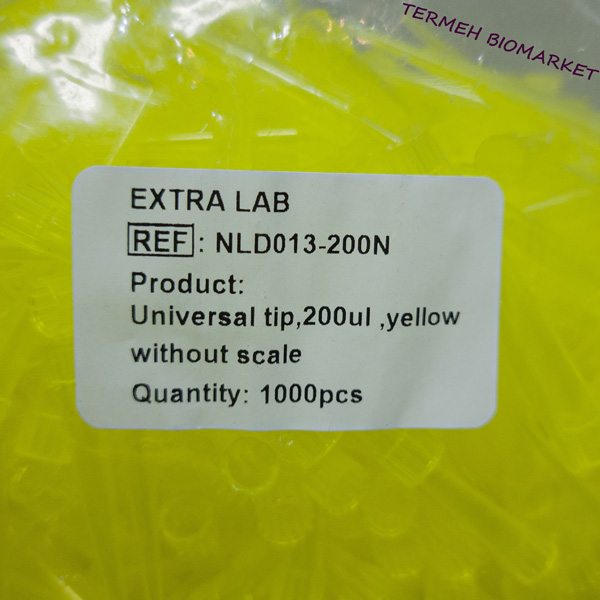 TERMEH BIOMARKET
EXTRA LAB
REF: NLD013-200N
Product:
Universal tip,200ul ,yellow
without scale
Quantity: 1000pcs